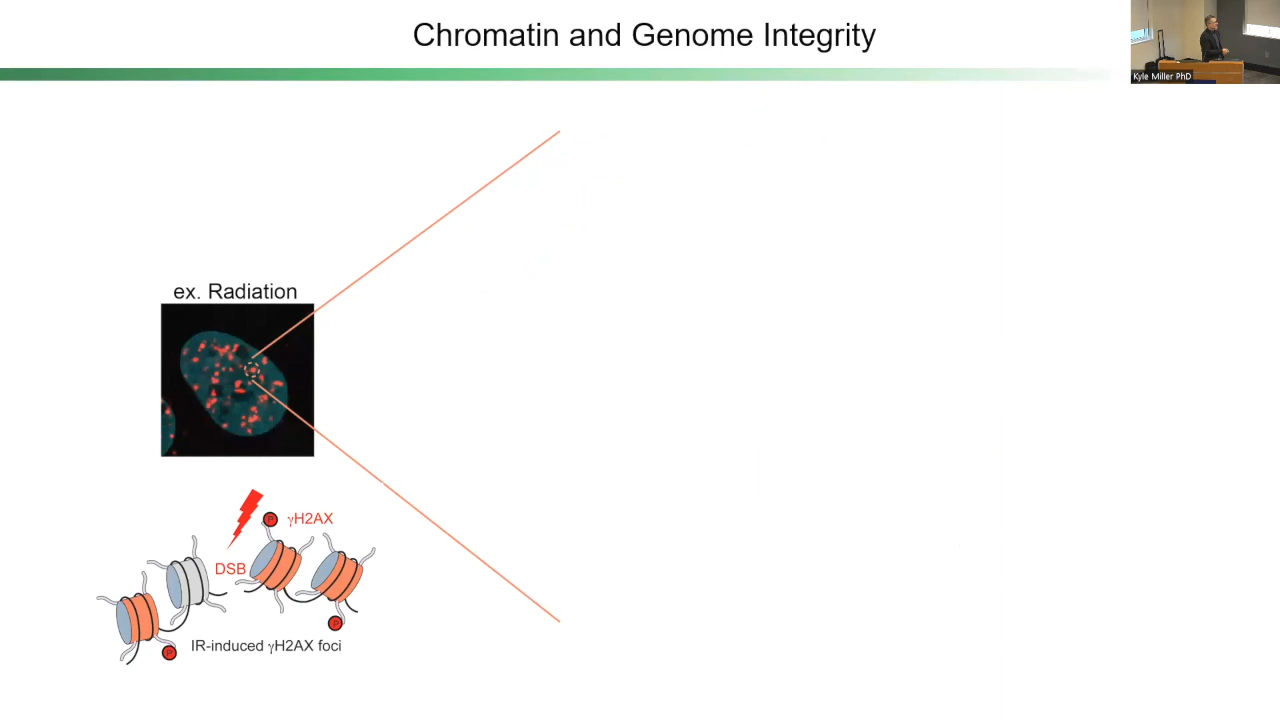 Chromatin and Genome Integrity
Kyle Miller PhD
ex. Radiation
P
γH2AX
DSB
P
IR-induced γH2AX foci
P